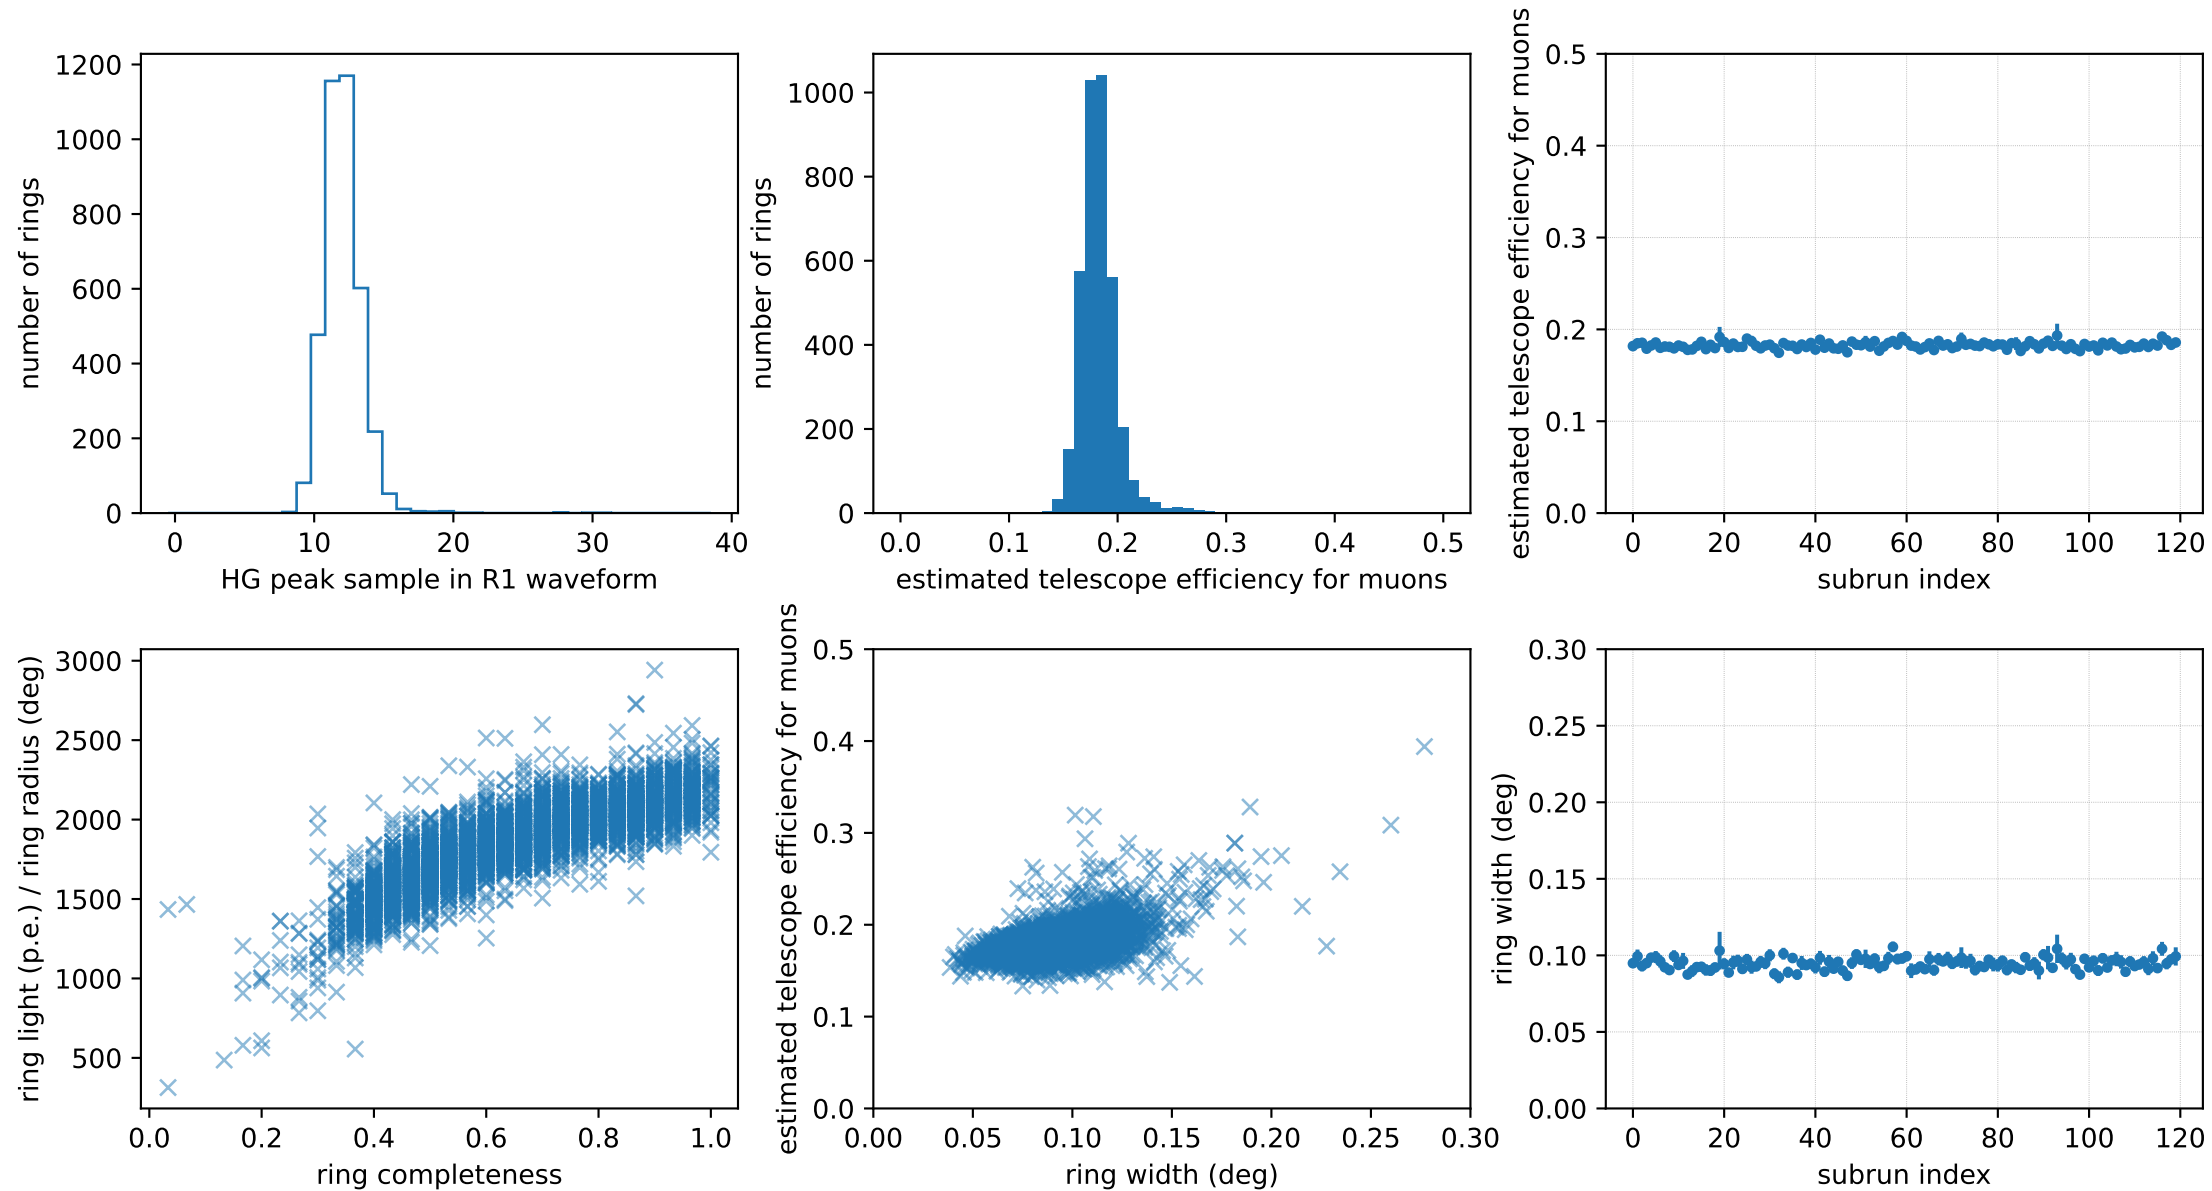 1200
1000
800
600
400
200
0
number of rings
0 10 20 30 40
HG peak sample in R1 waveform
1000
800
600
400
200
0
number of rings
0.0 0.1 0.2 0.3 0.4 0.5
estimated telescope efficiency for muons
0.5
0.4
0.3
0.2
0.1
0.0
estimated telescope efficiency for muons
0 20 40 60 80 100 120
subrun index
3000
2500
2000
1500
1000
500
ring light (p.e.) / ring radius (deg)
0.0 0.2 0.4 0.6 0.8 1.0
ring completeness
0.5
0.4
0.3
0.2
0.1
0.0
estimated telescope efficiency for muons
0.00 0.05 0.10 0.15 0.20 0.25 0.30
ring width (deg)
0.30
0.25
0.20
0.15
0.10
0.05
0.00
ring width (deg)
0 20 40 60 80 100 120
subrun index